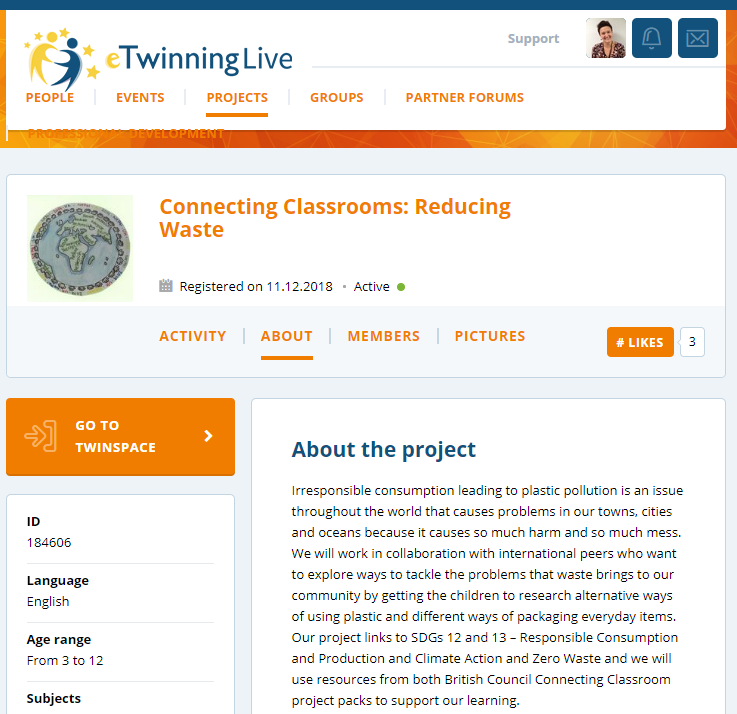 eTwinningLive
Support
PEOPLE
EVENTS
PROJECTS
GROUPS
PARTNER FORUMS
PROFESSIONAL DEVELOPMENT
Connecting Classrooms: Reducing
Waste
Registered on 11.12.2018 • Active
ACTIVITY
ABOUT
MEMBERS
PICTURES
# LIKES
3
GO TO
TWINSPACE
ID
184606
Language
English
Age range
From 3 to 12
Subjects
About the project
Irresponsible consumption leading to plastic pollution is an issue
throughout the world that causes problems in our towns, cities
and oceans because it causes so much harm and so much mess.
We will work in collaboration with international peers who want
to explore ways to tackle the problems that waste brings to our
community by getting the children to research alternative ways
of using plastic and different ways of packaging everyday items.
Our project links to SDGs 12 and 13 – Responsible Consumption
and Production and Climate Action and Zero Waste and we will
use resources from both British Council Connecting Classroom
project packs to support our learning.